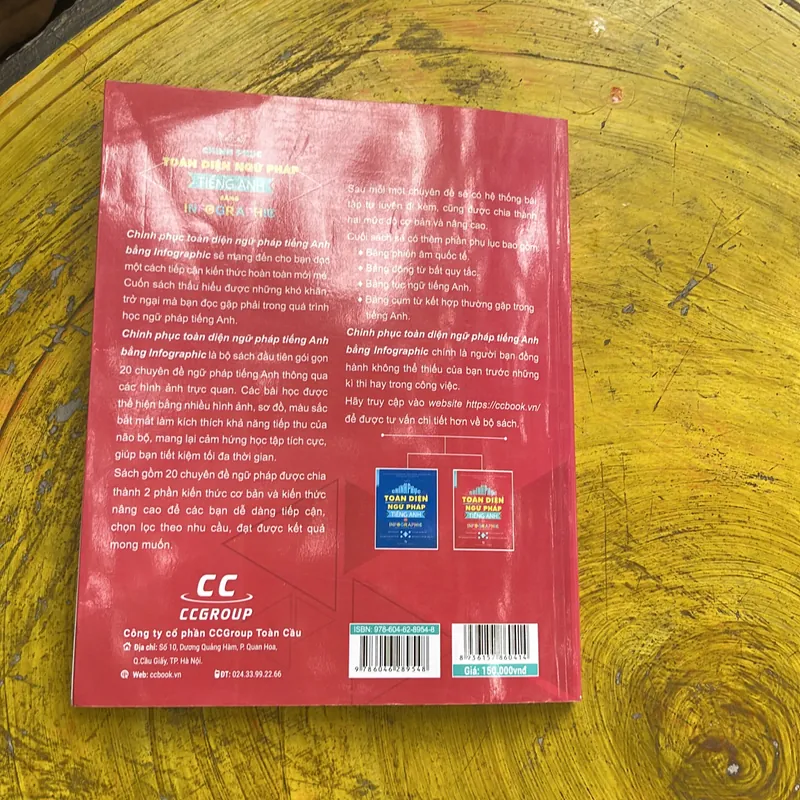 CHINH PHỤC
TOÀN DIỆN NGỮ PHÁP
TIẾNG ANH
BẰNG
INFOGRAPHIC
Chinh phục toàn diện ngữ pháp tiếng Anh
bằng Infographic sẽ mang đến cho bạn đọc
một cách tiếp cận kiến thức hoàn toàn mới mẻ.
Cuốn sách thấu hiểu được những khó khăn,
trở ngại mà bạn đọc gặp phải trong quá trình
học ngữ pháp tiếng Anh.
Chinh phục toàn diện ngữ pháp tiếng Anh
bằng Infographic là bộ sách đầu tiên gói gọn
20 chuyên đề ngữ pháp tiếng Anh thông qua
các hình ảnh trực quan. Các bài học được
thể hiện bằng nhiều hình ảnh, sơ đồ, màu sắc
bắt mắt làm kích thích khả năng tiếp thu của
não bộ, mang lại cảm hứng học tập tích cực,
giúp bạn tiết kiệm tối đa thời gian.
Sách gồm 20 chuyên đề ngữ pháp được chia
thành 2 phần kiến thức cơ bản và kiến thức
nâng cao để các bạn dễ dàng tiếp cận,
chọn lọc theo nhu cầu, đạt được kết quả
mong muốn.
Sau mỗi một chuyên đề sẽ có hệ thống bài
tập tự luyện đi kèm, cũng được chia thành
hai mức độ cơ bản và nâng cao.
Cuối sách sẽ có thêm phần phụ lục bao gồm:
• Bảng phiên âm quốc tế.
• Bảng động từ bất quy tắc.
• Bảng tục ngữ tiếng Anh.
• Bảng cụm từ kết hợp thường gặp trong
tiếng Anh.
Chinh phục toàn diện ngữ pháp tiếng Anh
bằng Infographic chính là người bạn đồng
hành không thể thiếu của bạn trước những
kì thi hay trong công việc.
Hãy truy cập vào website https://ccbook.vn/
để được tư vấn chi tiết hơn về bộ sách.
CHINH PHỤC
TOÀN DIỆN
NGỮ PHÁP
TIẾNG ANH
INFOGRAPHIC
CHINH PHỤC
TOÀN DIỆN
NGỮ PHÁP
TIẾNG ANH
INFOGRAPHIC
CC
CCGROUP
Công ty cổ phần CCGroup Toàn Cầu
Địa chỉ: Số 10, Dương Quảng Hàm, P. Quan Hoa,
Q.Cầu Giấy, TP. Hà Nội.
Web: ccbook.vn
ĐT: 024.33.99.22.66
ISBN: 978-604-62-8954-8
9 786046 289548
8 936157 860414
Giá: 150.000vnđ